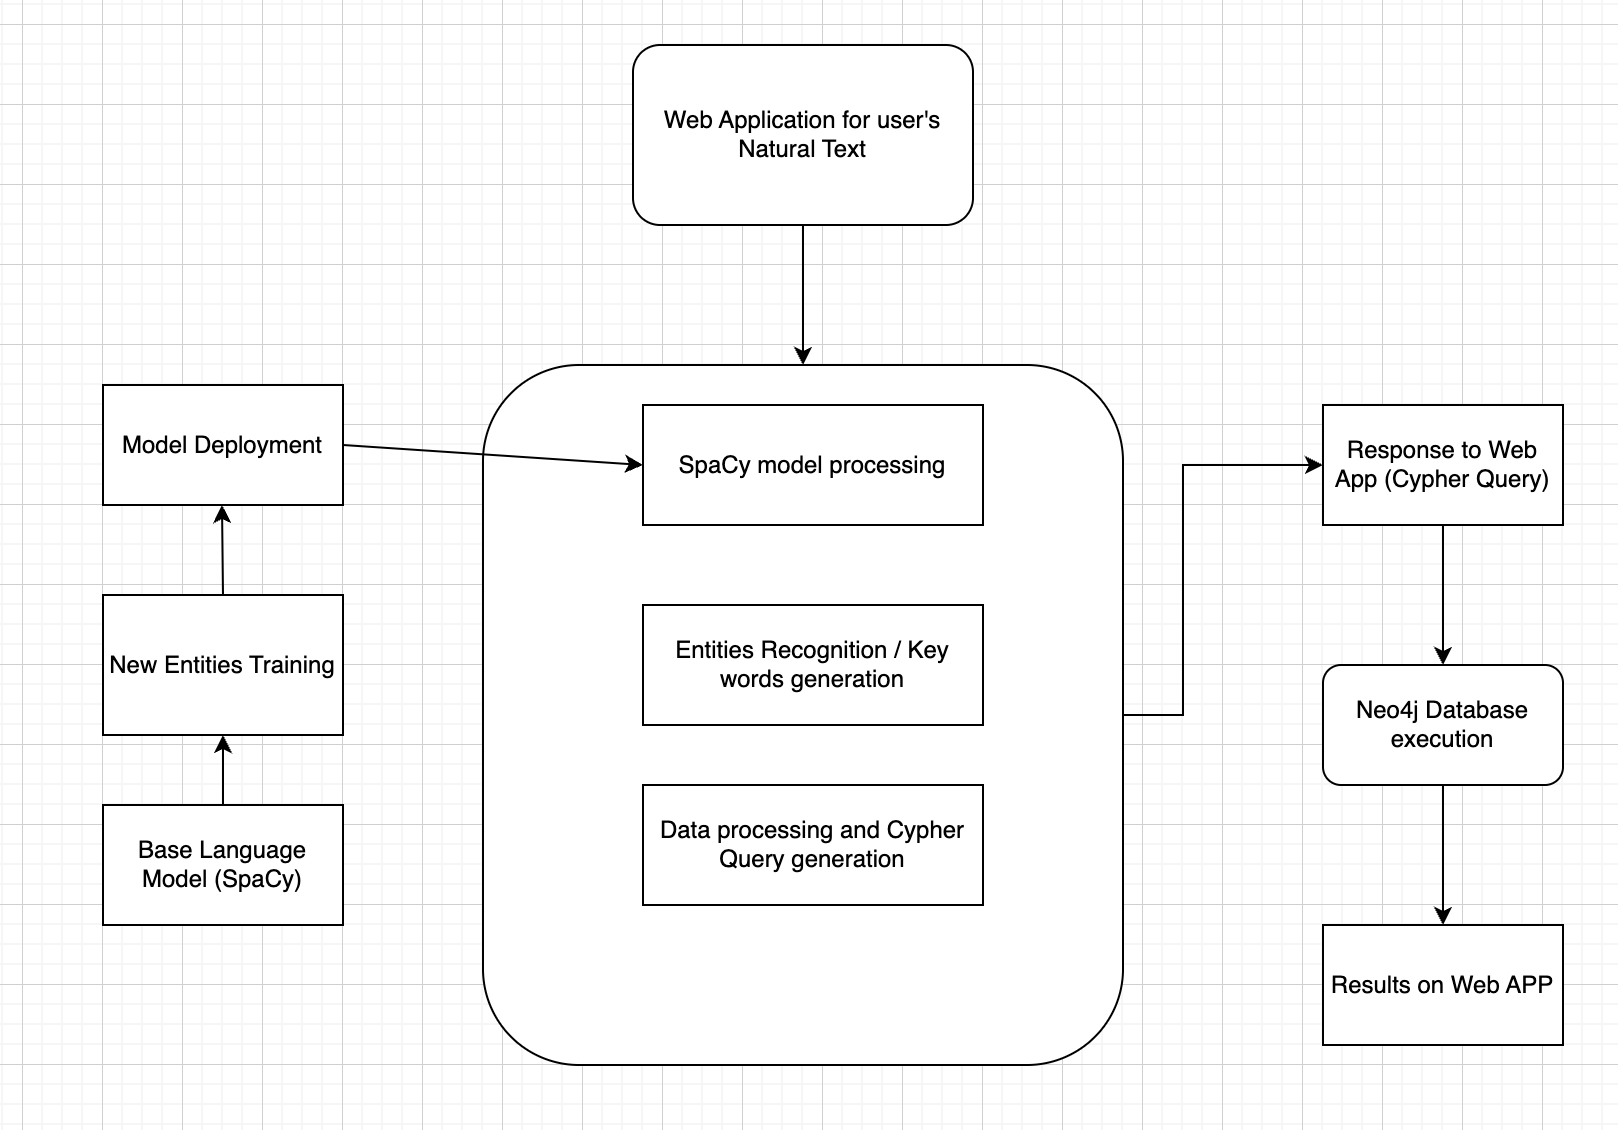 Web Application for user's
Natural Text
Model Deployment
SpaCy model processing
Response to Web
App (Cypher Query)
New Entities Training
Entities Recognition / Key
words generation
Neo4j Database
execution
Base Language
Model (SpaCy)
Data processing and Cypher
Query generation
Results on Web APP